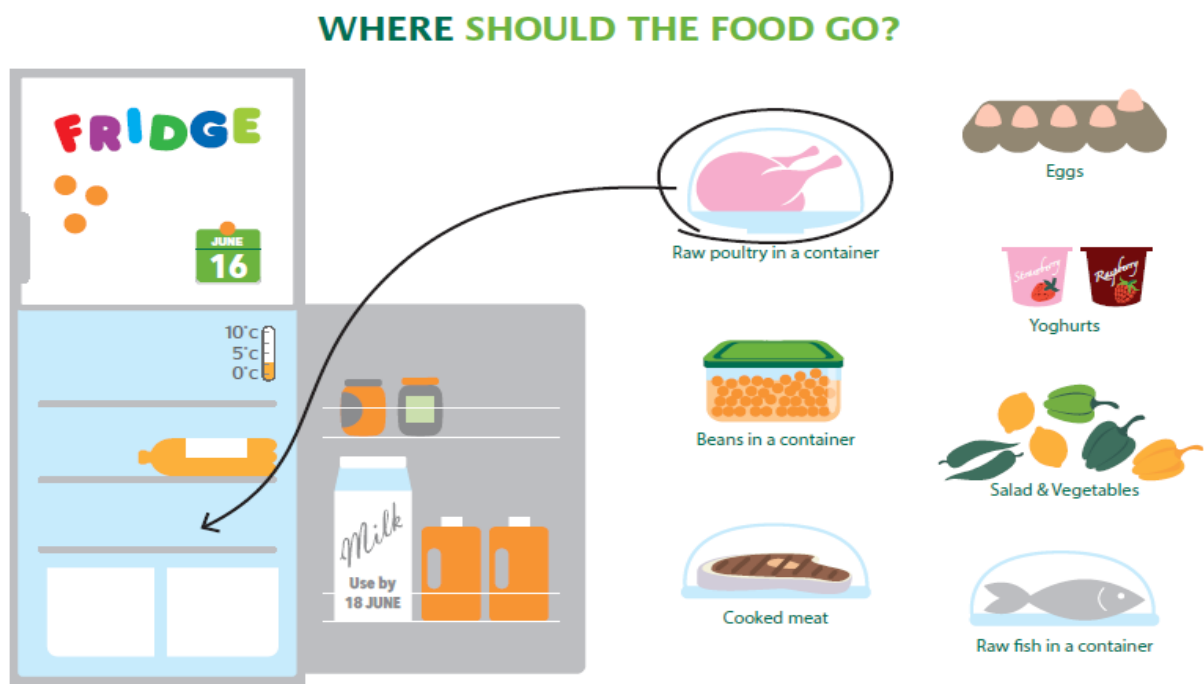 WHERE SHOULD THE FOOD GO?
FRIDGE
JUNE
16
10°c
5°c
0°c
Milk
Use by
18 JUNE
Raw poultry in a container
Eggs
Strawberry
Raspberry
Yoghurts
Beans in a container
Salad & Vegetables
Cooked meat
Raw fish in a container